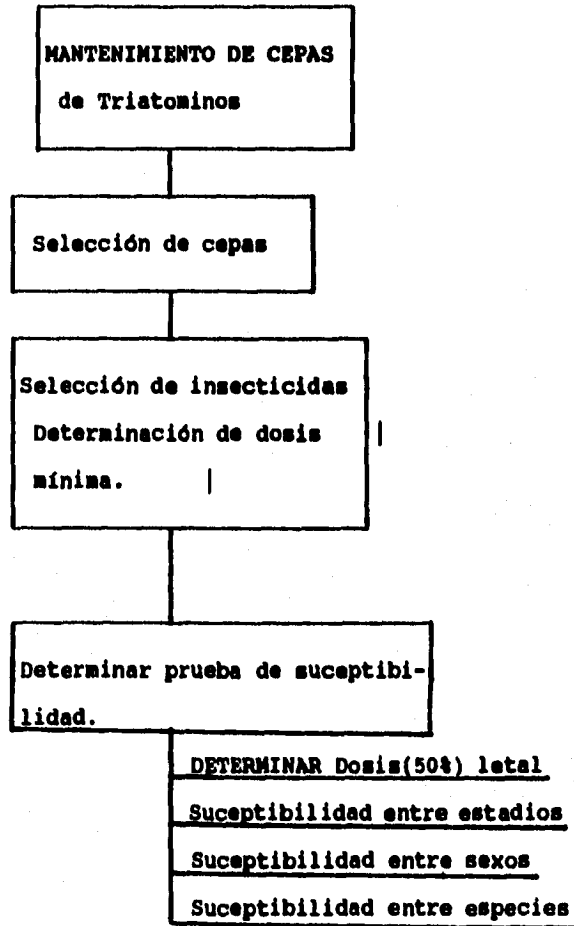 MANTENIMIENTO DE CEPAS
de Triatominos
Selección de cepas
Selección de insecticidas
Determinación de dosis
mínima.
Determinar prueba de suceptibi-
lidad.
DETERMINAR Dosis(50%) letal
Suceptibilidad entre estadios
Suceptibilidad entre sexos
Suceptibilidad entre especies